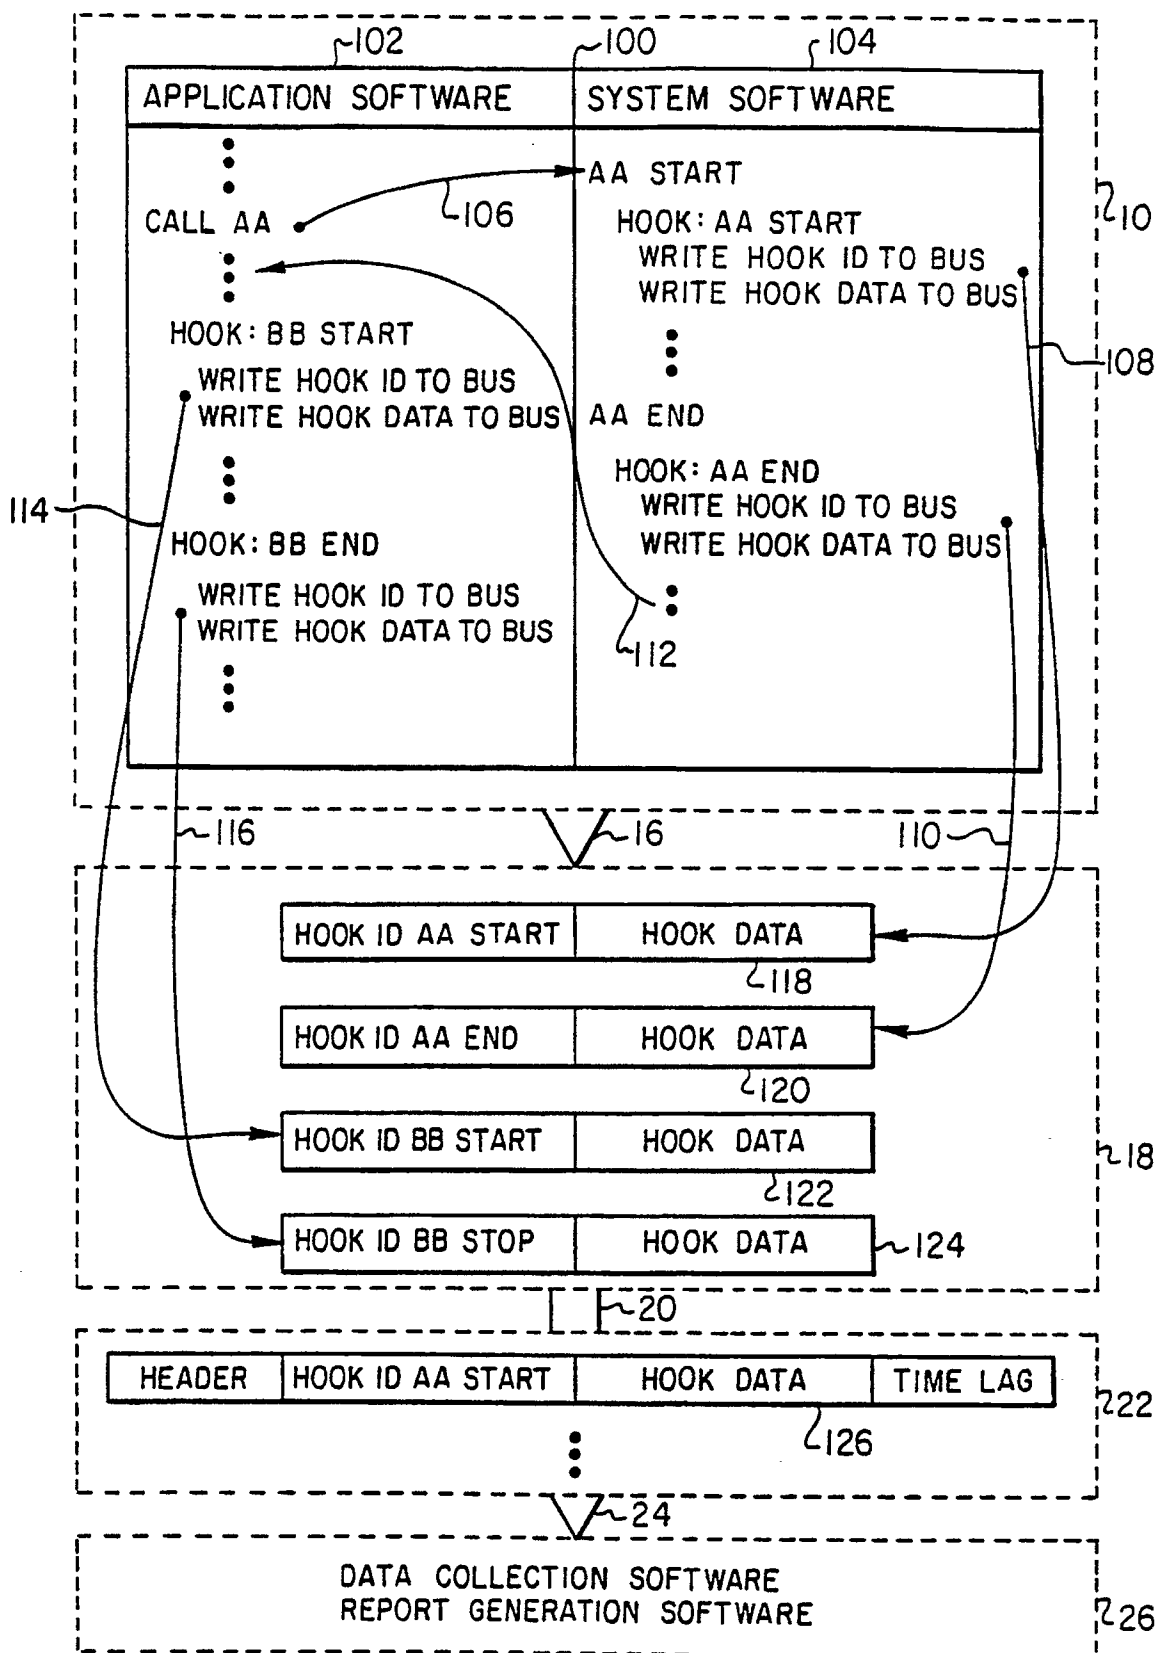 102
100
104
APPLICATION SOFTWARE
SYSTEM SOFTWARE
10
CALL AA
106
HOOK: BB START
WRITE HOOK ID TO BUS
WRITE HOOK DATA TO BUS
114
HOOK: BB END
WRITE HOOK ID TO BUS
WRITE HOOK DATA TO BUS
AA START
HOOK: AA START
WRITE HOOK ID TO BUS
WRITE HOOK DATA TO BUS
108
AA END
HOOK: AA END
WRITE HOOK ID TO BUS
WRITE HOOK DATA TO BUS
112
116
16
110
HOOK ID AA START HOOK DATA
118
HOOK ID AA END HOOK DATA
120
HOOK ID BB START HOOK DATA
122
18
HOOK ID BB STOP HOOK DATA
124
20
HEADER HOOK ID AA START HOOK DATA TIME LAG
22
126
24
DATA COLLECTION SOFTWARE
REPORT GENERATION SOFTWARE
26